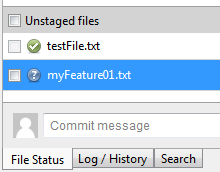 Unstaged files
testFile.txt
myFeature01.txt
Commit message
File Status
Log / History
Search